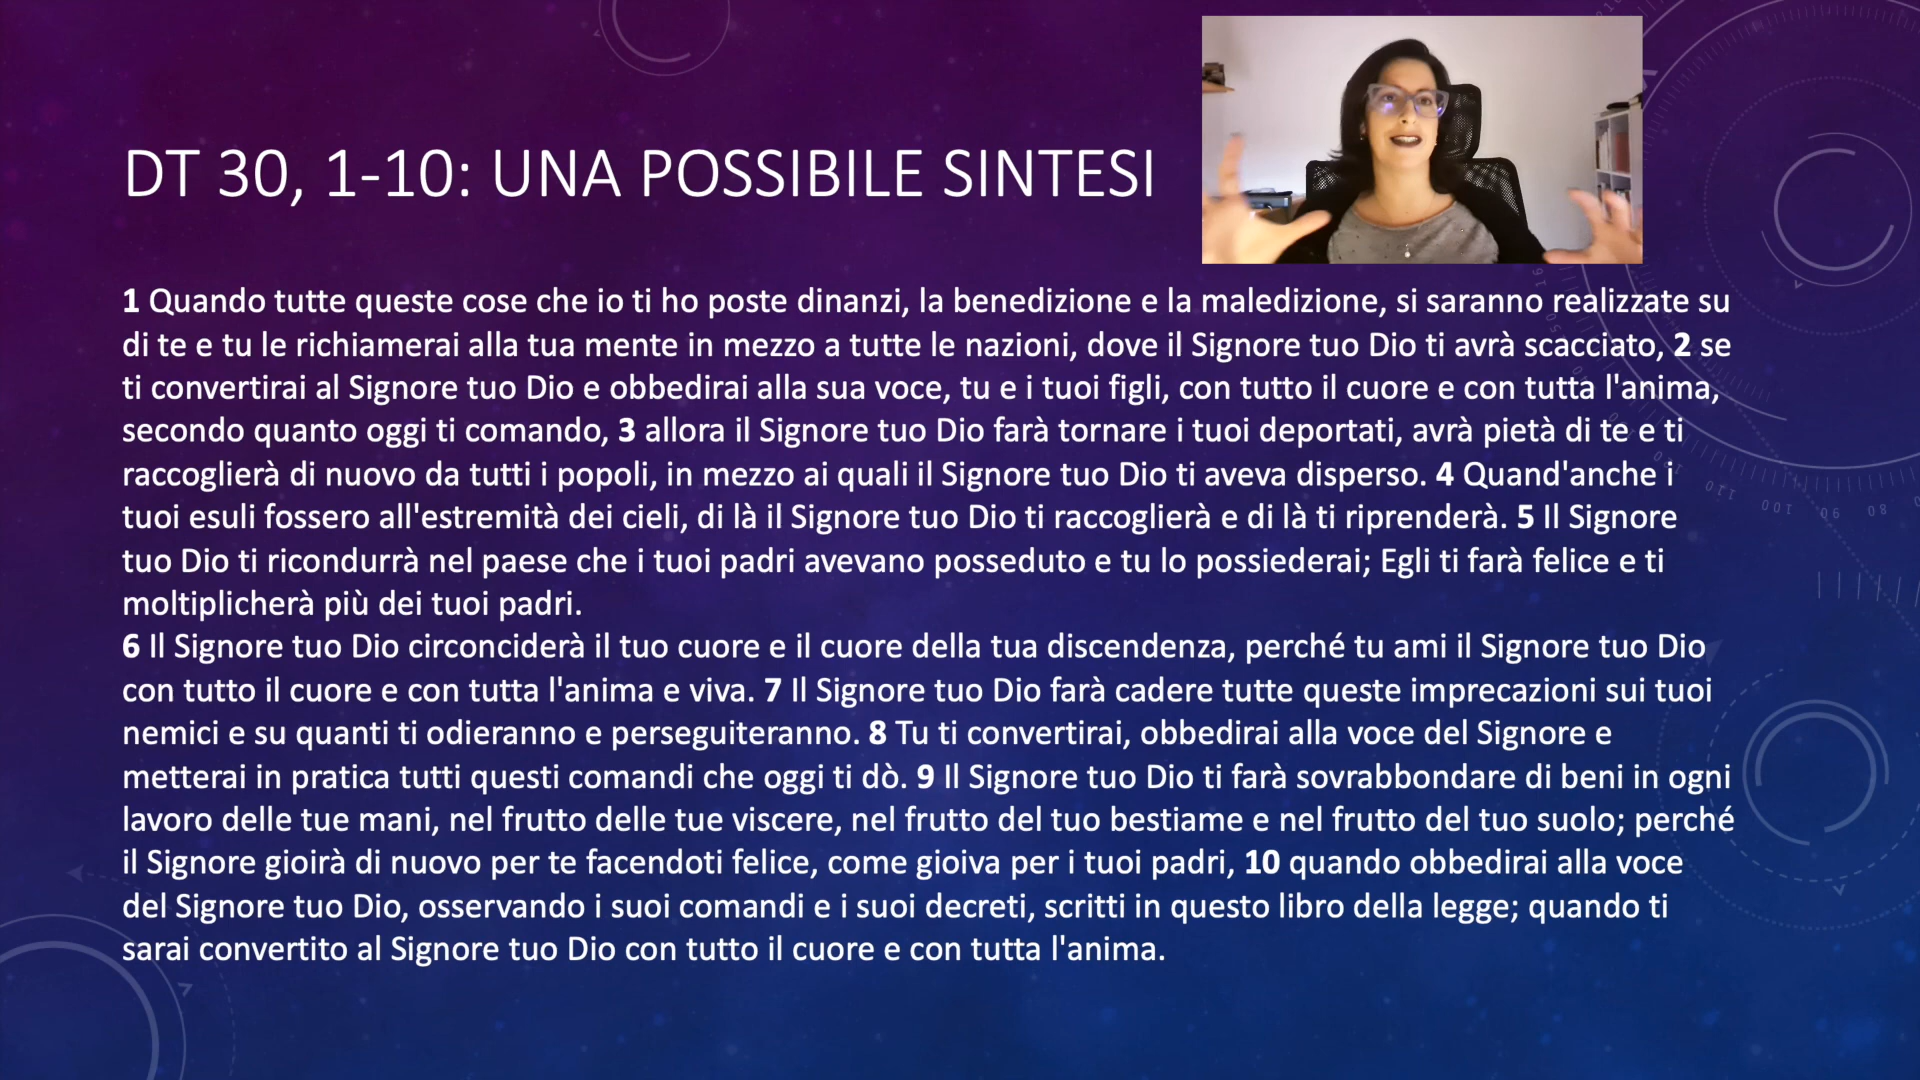 DT 30, 1-10: UNA POSSIBILE SINTESI
1 Quando tutte queste cose che io ti ho poste dinanzi, la benedizione e la maledizione, si saranno realizzate su
di te e tu le richiamerai alla tua mente in mezzo a tutte le nazioni, dove il Signore tuo Dio ti avrà scacciato, 2 se
ti convertirai al Signore tuo Dio e obbedirai alla sua voce, tu e i tuoi figli, con tutto il cuore e con tutta l'anima,
secondo quanto oggi ti comando, 3 allora il Signore tuo Dio farà tornare i tuoi deportati, avrà pietà di te e ti
raccoglierà di nuovo da tutti i popoli, in mezzo ai quali il Signore tuo Dio ti aveva disperso. 4 Quand'anche i
tuoi esuli fossero all'estremità dei cieli, di là il Signore tuo Dio ti raccoglierà e di là ti riprenderà. 5 Il Signore
tuo Dio ti ricondurrà nel paese che i tuoi padri avevano posseduto e tu lo possiederai; Egli ti farà felice e ti
moltiplicherà più dei tuoi padri.
6 Il Signore tuo Dio circonciderà il tuo cuore e il cuore della tua discendenza, perché tu ami il Signore tuo Dio
con tutto il cuore e con tutta l'anima e viva. 7 Il Signore tuo Dio farà cadere tutte queste imprecazioni sui tuoi
nemici e su quanti ti odieranno e perseguiteranno. 8 Tu ti convertirai, obbedirai alla voce del Signore e
metterai in pratica tutti questi comandi che oggi ti dò. 9 Il Signore tuo Dio ti farà sovrabbondare di beni in ogni
lavoro delle tue mani, nel frutto delle tue viscere, nel frutto del tuo bestiame e nel frutto del tuo suolo; perché
il Signore gioirà di nuovo per te facendoti felice, come gioiva per i tuoi padri, 10 quando obbedirai alla voce
del Signore tuo Dio, osservando i suoi comandi e i suoi decreti, scritti in questo libro della legge; quando ti
sarai convertito al Signore tuo Dio con tutto il cuore e con tutta l'anima.